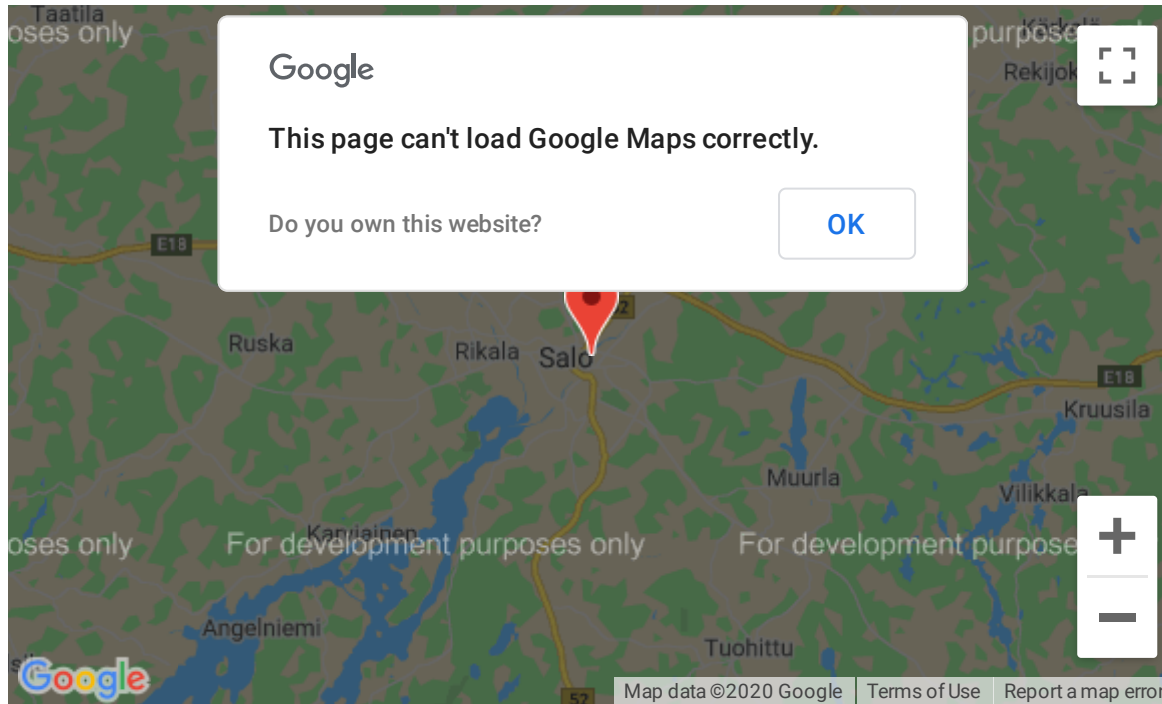 Taatila
oses only
purpose
Rekijok
Google
This page can't load Google Maps correctly.
Do you own this website?
OK
E18
52
Ruska
Rikala
Salo
E18
Kruusila
Muurla
Vilikkala
Karviainen
oses only
For development purposes only
For development purpose
Angelniemi
Tuohittu
Google
52
Map data ©2020 Google
Terms of Use
Report a map error